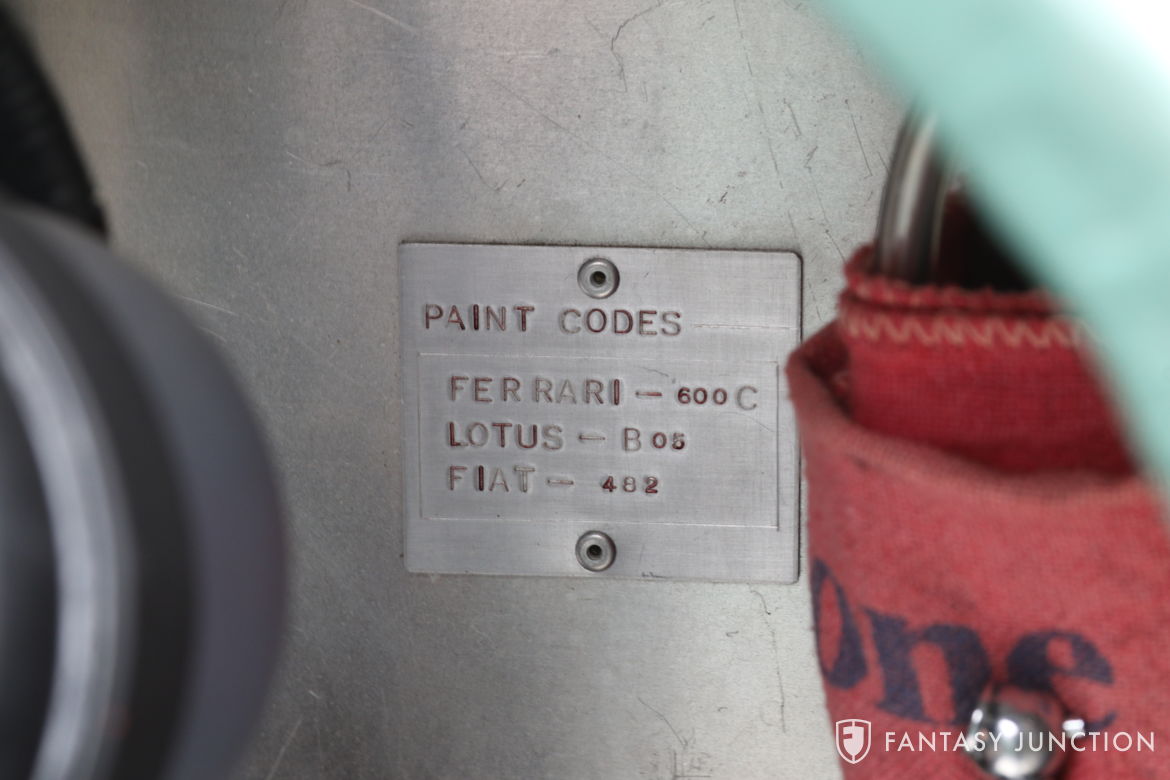 PAINT CODES
FERRARI - 600C
LOTUS - B05
FIAT - 482
one
FANTASY JUNCTION